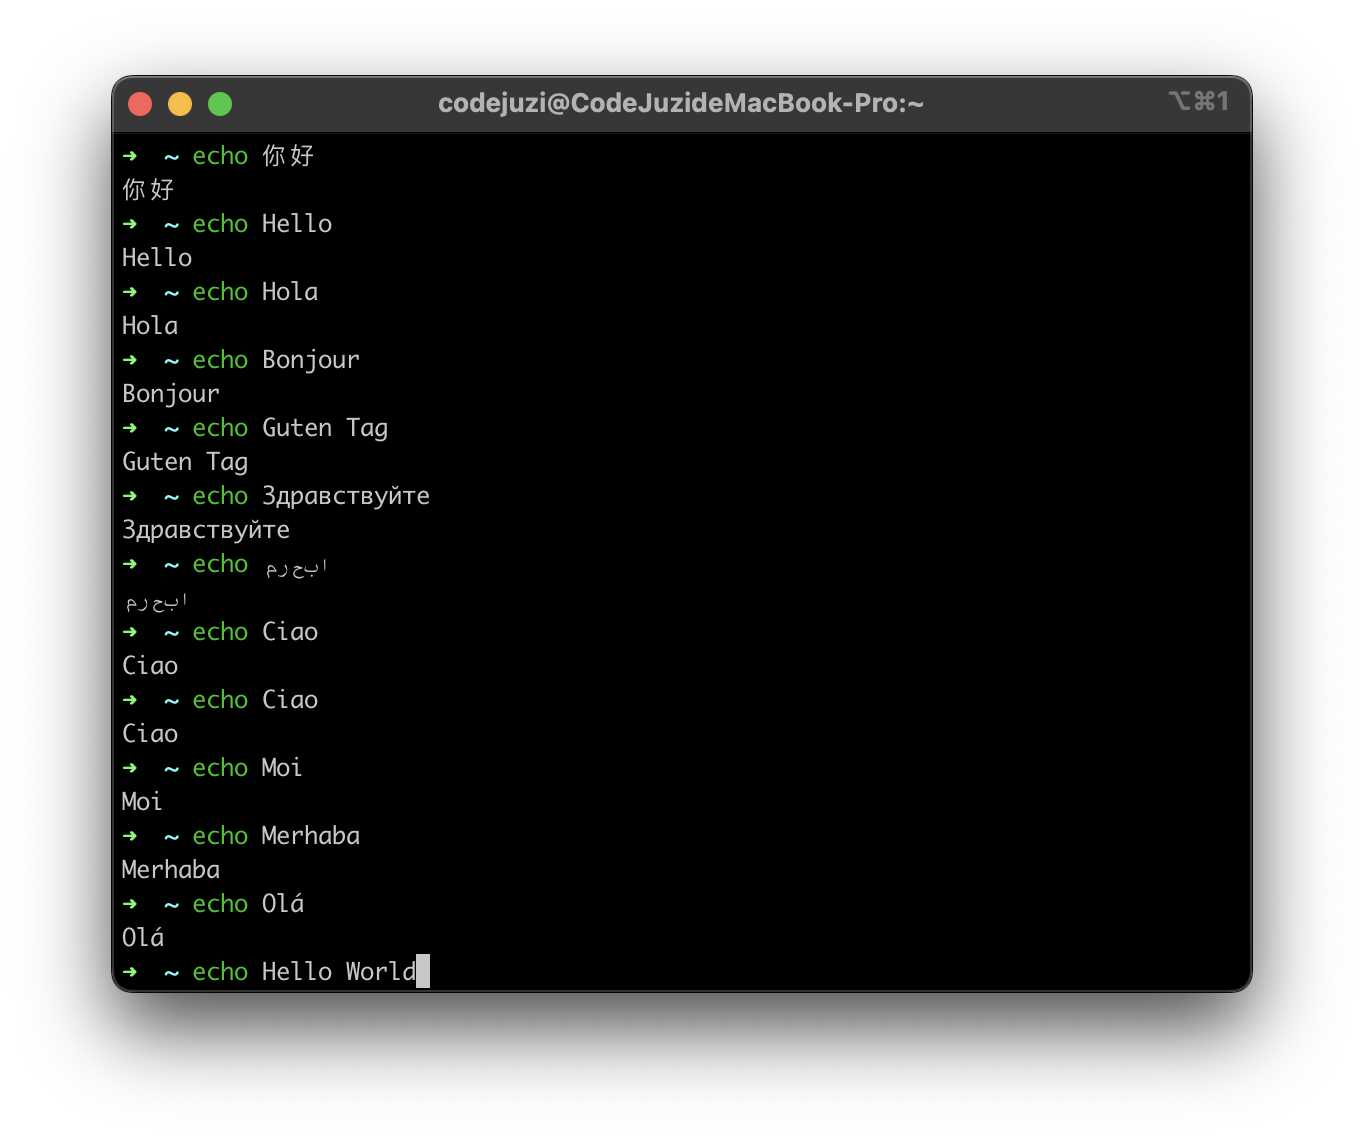 codejuzi@CodeJuzideMacBook-Pro:~ ⌥⌘1
➜ ~ echo 你好
你好
➜ ~ echo Hello
Hello
➜ ~ echo Hola
Hola
➜ ~ echo Bonjour
Bonjour
➜ ~ echo Guten Tag
Guten Tag
➜ ~ echo Здравствуйте
Здравствуйте
➜ ~ echo مرحبا
مرحبا
➜ ~ echo Ciao
Ciao
➜ ~ echo Ciao
Ciao
➜ ~ echo Moi
Moi
➜ ~ echo Merhaba
Merhaba
➜ ~ echo Olá
Olá
➜ ~ echo Hello World